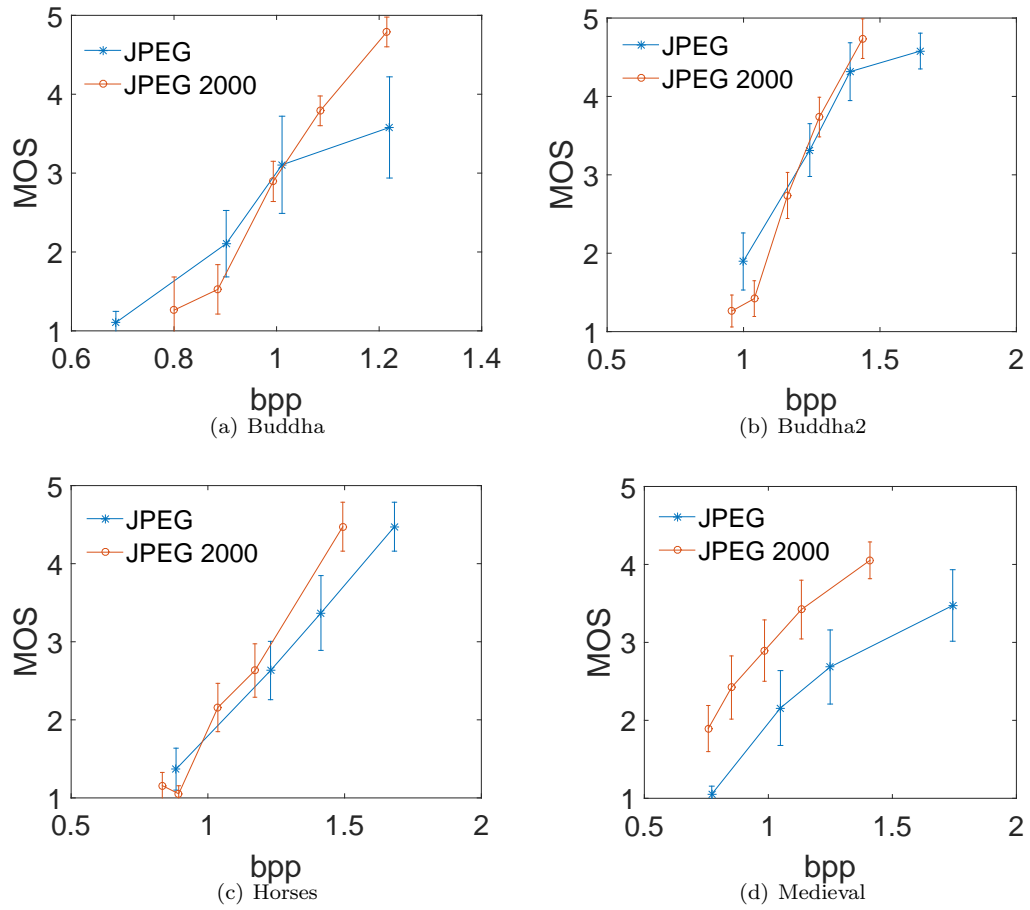 5
4
3
2
1
MOS
JPEG
JPEG 2000
0.6 0.8 1 1.2 1.4
bpp
(a) Buddha
5
4
3
2
1
MOS
JPEG
JPEG 2000
0.5 1 1.5 2
bpp
(b) Buddha2
5
4
3
2
1
MOS
JPEG
JPEG 2000
0.5 1 1.5 2
bpp
(c) Horses
5
4
3
2
1
MOS
JPEG
JPEG 2000
0.5 1 1.5 2
bpp
(d) Medieval